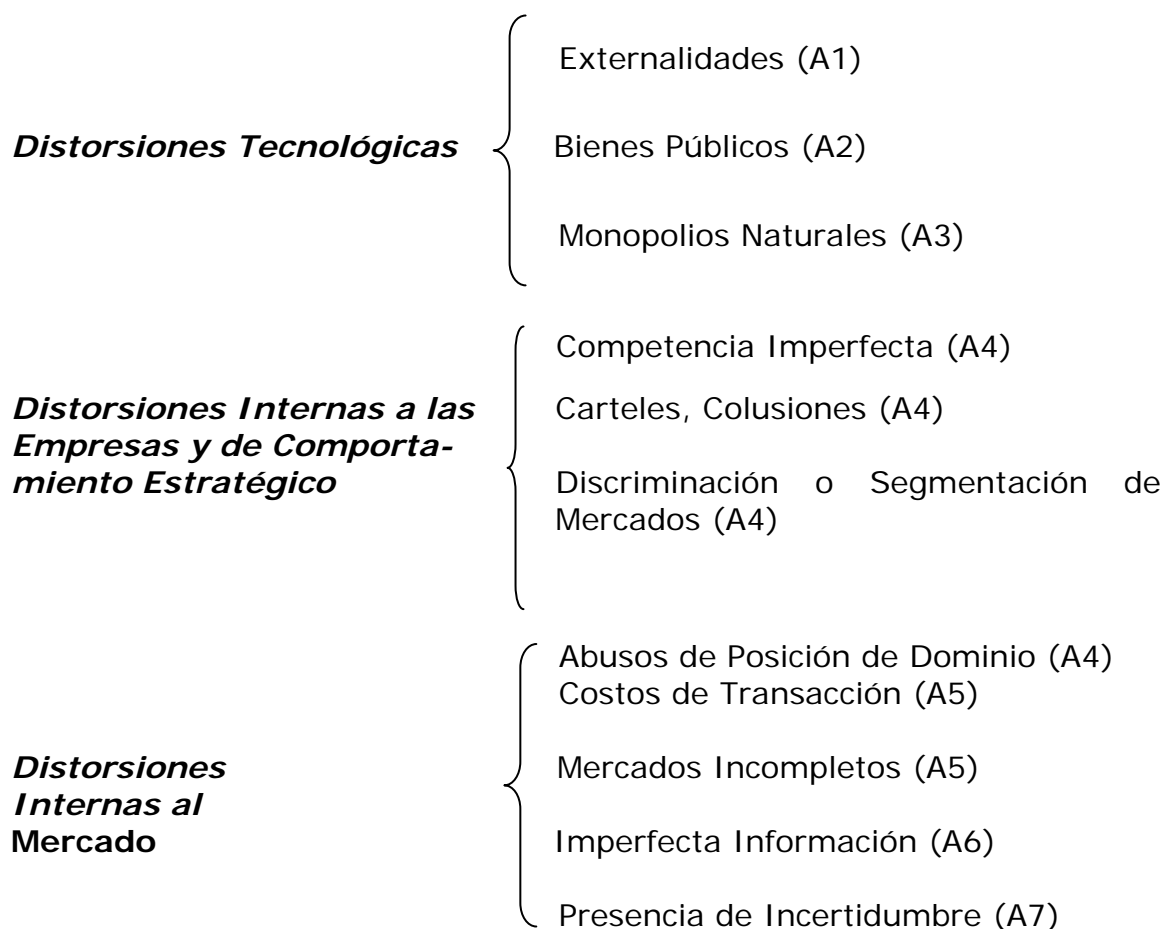 Externalidades (A1)
Distorsiones Tecnológicas
Bienes Públicos (A2)
Monopolios Naturales (A3)
Competencia Imperfecta (A4)
Distorsiones Internas a las
Empresas y de Comporta-
miento Estratégico
Carteles, Colusiones (A4)
Discriminación o Segmentación de
Mercados (A4)
Abusos de Posición de Dominio (A4)
Costos de Transacción (A5)
Distorsiones
Internas al
Mercado
Mercados Incompletos (A5)
Imperfecta Información (A6)
Presencia de Incertidumbre (A7)